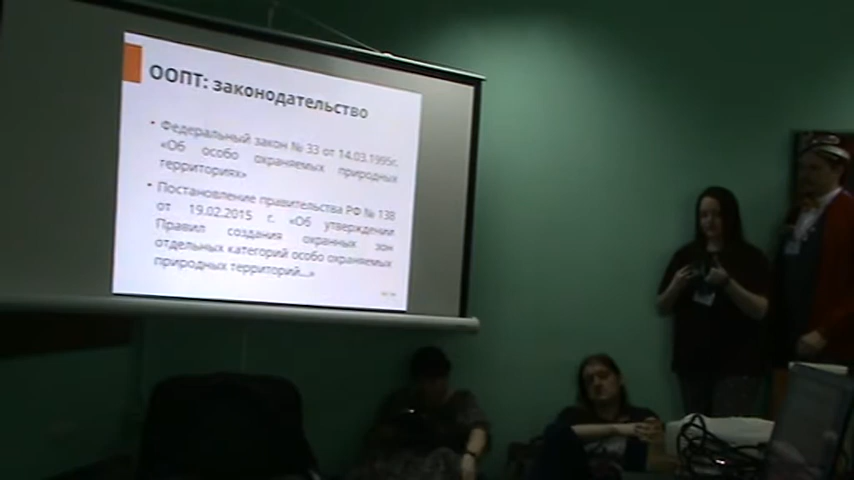 ООПТ: законодательство
• Федеральный закон № 33 от 14.03.1995г.
«Об особо охраняемых природных
территориях»
• Постановление правительства РФ № 138
от 19.02.2015 г. «Об утверждении
Правил создания охранных зон
отдельных категорий особо охраняемых
природных территорий...»